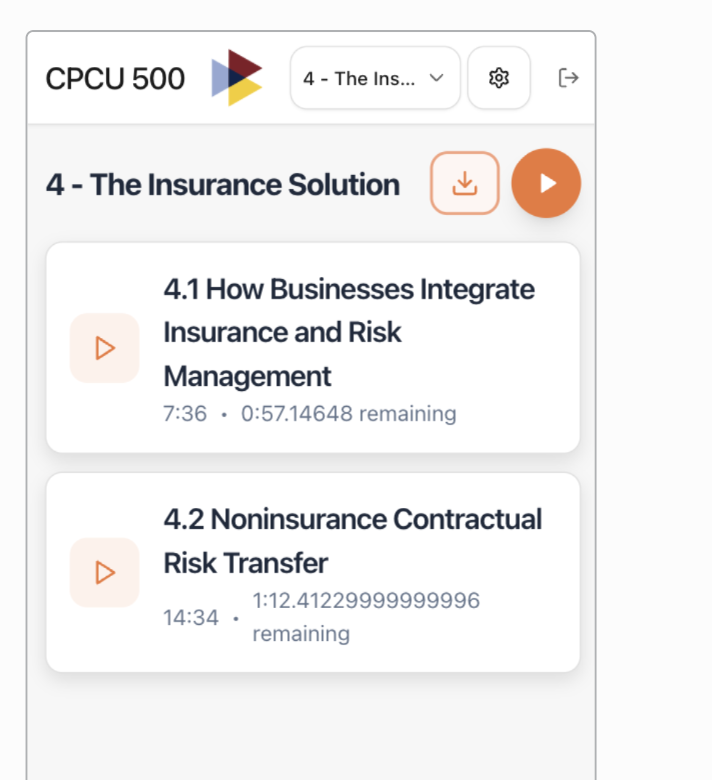 CPCU 500
4 - The Ins...
4 - The Insurance Solution
4.1 How Businesses Integrate
Insurance and Risk
Management
7:36 • 0:57.14648 remaining
4.2 Noninsurance Contractual
Risk Transfer
14:34 • 1:12.41229999999996
remaining